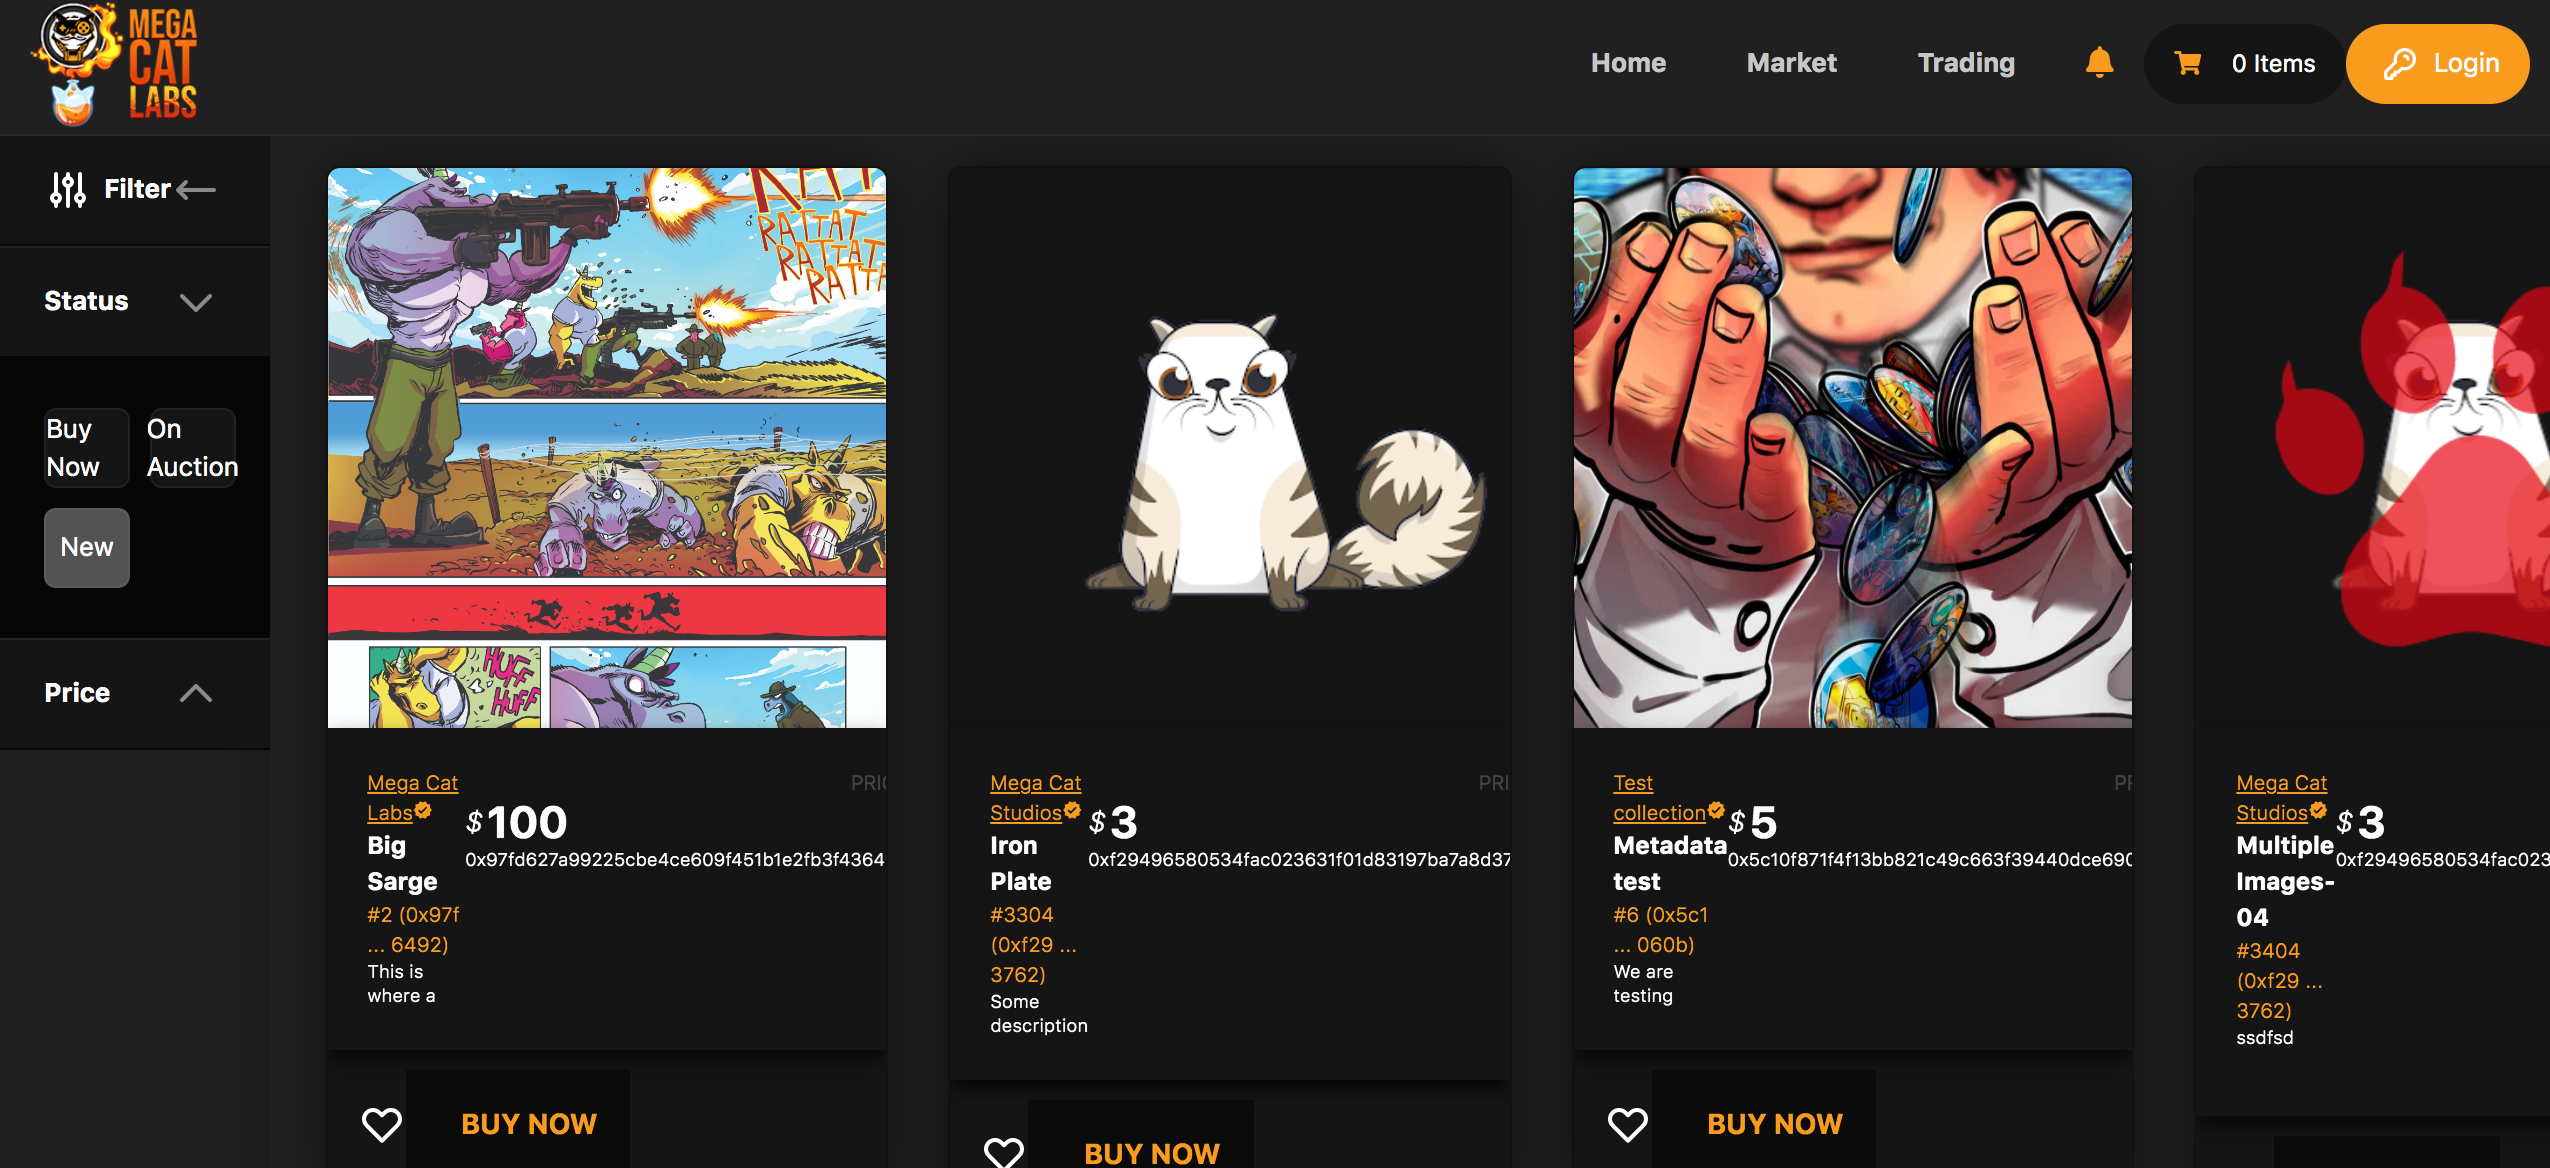 MEGA
CAT
LABS
Home
Market
Trading
0 Items
Login
Filter
Status
Buy
Now
On
Auction
New
Price
RATTAT
RATTAT
HUFF
HUFF
Mega Cat
Labs
PRIC
$100
0x97fd627a99225cbe4ce609f451b1e2fb3f4364
Big
Sarge
#2 (0x97f
... 6492)
This is
where a
BUY NOW
Mega Cat
Studios
PRI
$3
0xf29496580534fac023631f01d83197ba7a8d37
Iron
Plate
#3304
(0xf29 ...
3762)
Some
description
BUY NOW
Test
collection
$5
0x5c10f871f4f13bb821c49c663f39440dce690
Metadata
test
#6 (0x5c1
... 060b)
We are
testing
BUY NOW
Mega Cat
Studios
$3
0xf29496580534fac023
Multiple
Images-
04
#3404
(0xf29 ...
3762)
ssdfsd